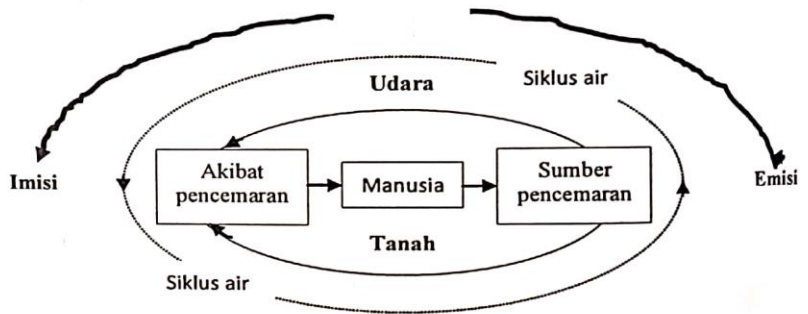 Udara
Siklus air
Imisi
Akibat
pencemaran
Manusia
Sumber
pencemaran
Emisi
Tanah
Siklus air